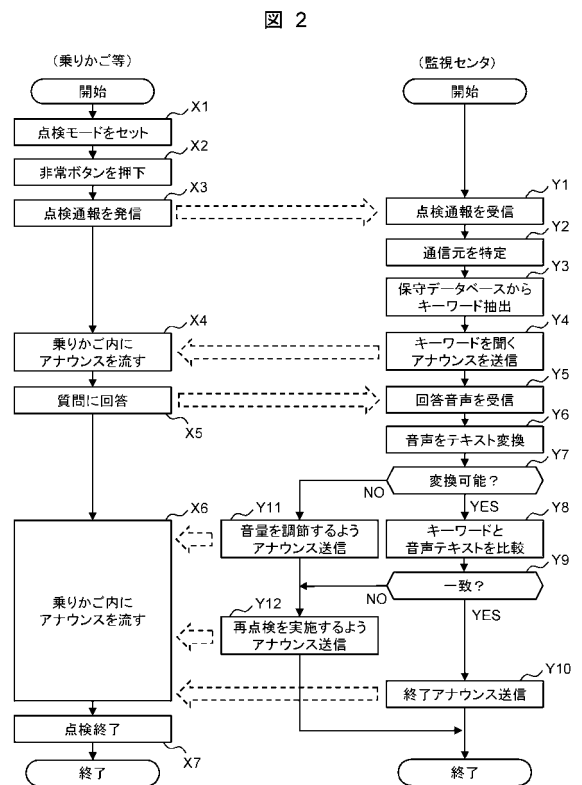 図 2
（乗りかご等）
開始
X1
点検モードをセット
X2
非常ボタンを押下
X3
点検通報を発信
X4
乗りかご内に
アナウンスを流す
質問に回答
X5
X6
乗りかご内に
アナウンスを流す
点検終了
X7
終了
（監視センタ）
開始
Y1
点検通報を受信
Y2
通信元を特定
Y3
保守データベースから
キーワード抽出
Y4
キーワードを聞く
アナウンスを送信
Y5
回答音声を受信
Y6
音声をテキスト変換
Y7
変換可能？
NO
YES
Y11
音量を調節するよう
アナウンス送信
Y8
キーワードと
音声テキストを比較
Y9
一致？
NO
YES
Y12
再点検を実施するよう
アナウンス送信
Y10
終了アナウンス送信
終了